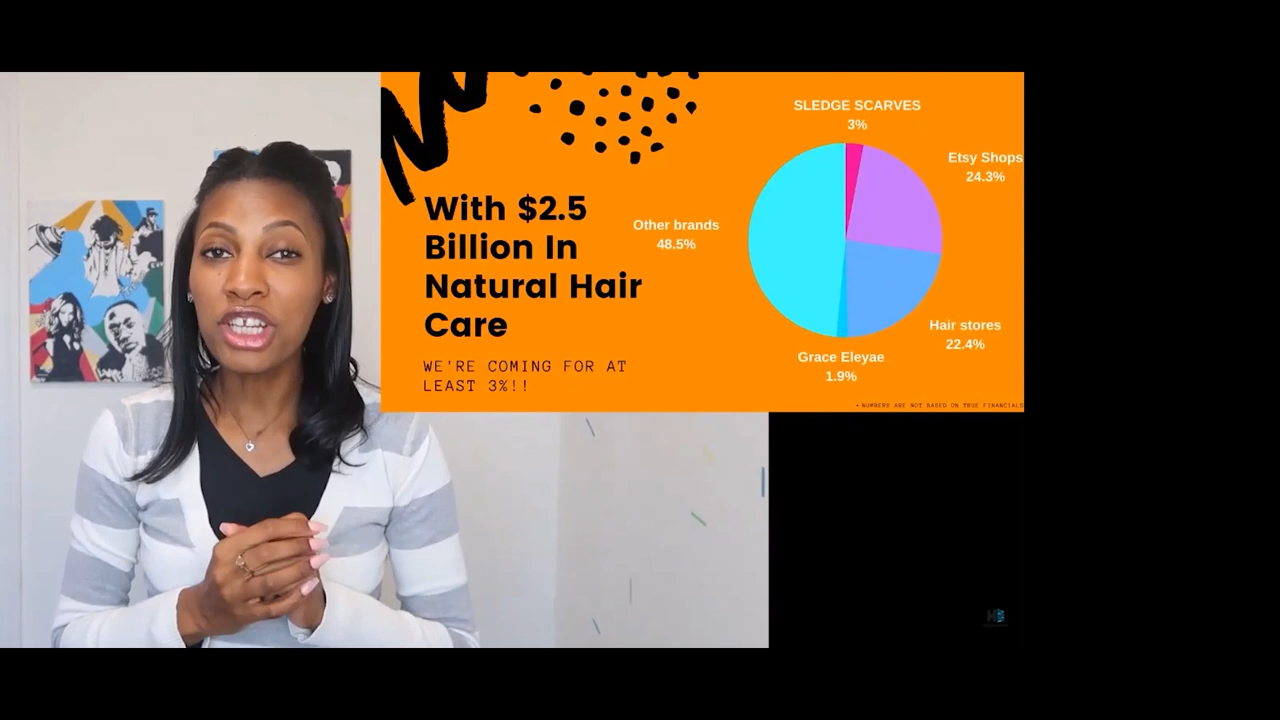 With $2.5
Billion In
Natural Hair
Care
WE'RE COMING FOR AT
LEAST 3%!!
SLEDGE SCARVES
3%
Etsy Shops
24.3%
Other brands
48.5%
Hair stores
22.4%
Grace Eleyae
1.9%
* NUMBERS ARE NOT BASED ON TRUE FINANCIALS